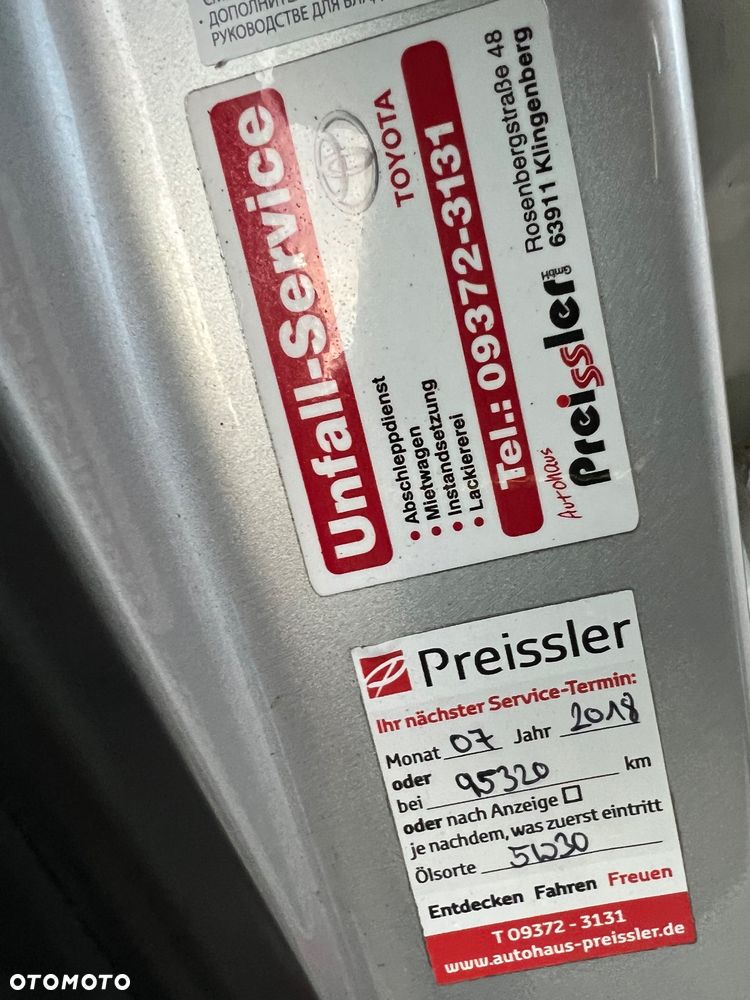 ДОПОЛНИТЕ
РУКОВОДСТВЕ ДЛЯ ВЛАД
Unfall-Service
TOYOTA
• Abschleppdienst
• Mietwagen
• Instandsetzung
• Lackiererei
Tel.: 09372-3131
Autohaus
Preissler GmbH
Rosenbergstraße 48
63911 Klingenberg
Preissler
Ihr nächster Service-Termin:
Monat 07 Jahr 2018
oder
bei 95320 km
oder nach Anzeige
je nachdem, was zuerst eintritt
Ölsorte 5W30
Entdecken Fahren Freuen
T 09372 - 3131
www.autohaus-preissler.de
OTOMOTO